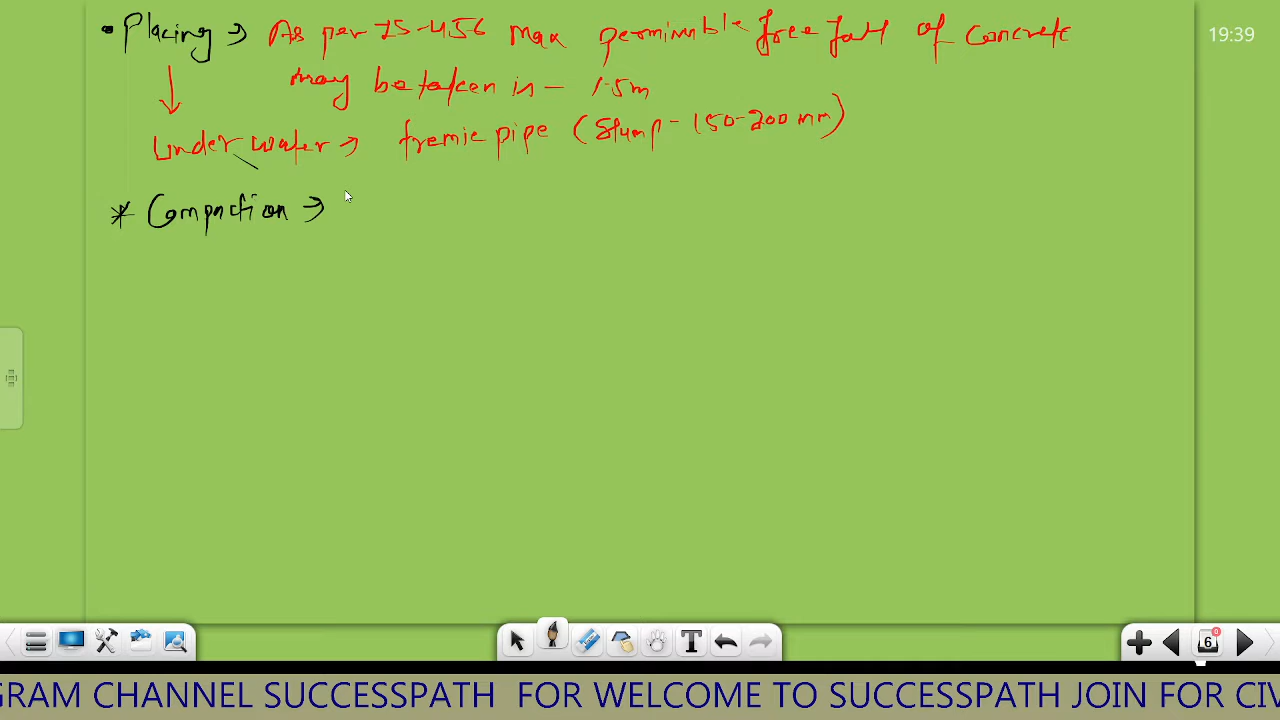 • Placing → As per IS-456 Max permissible free fall of concrete
19:39
may be taken is - 1.5m
Under water → tremie pipe (Slump - 150-200 mm)
* Compaction →
T
6
GRAM CHANNEL SUCCESSPATH FOR WELCOME TO SUCCESSPATH JOIN FOR CIV